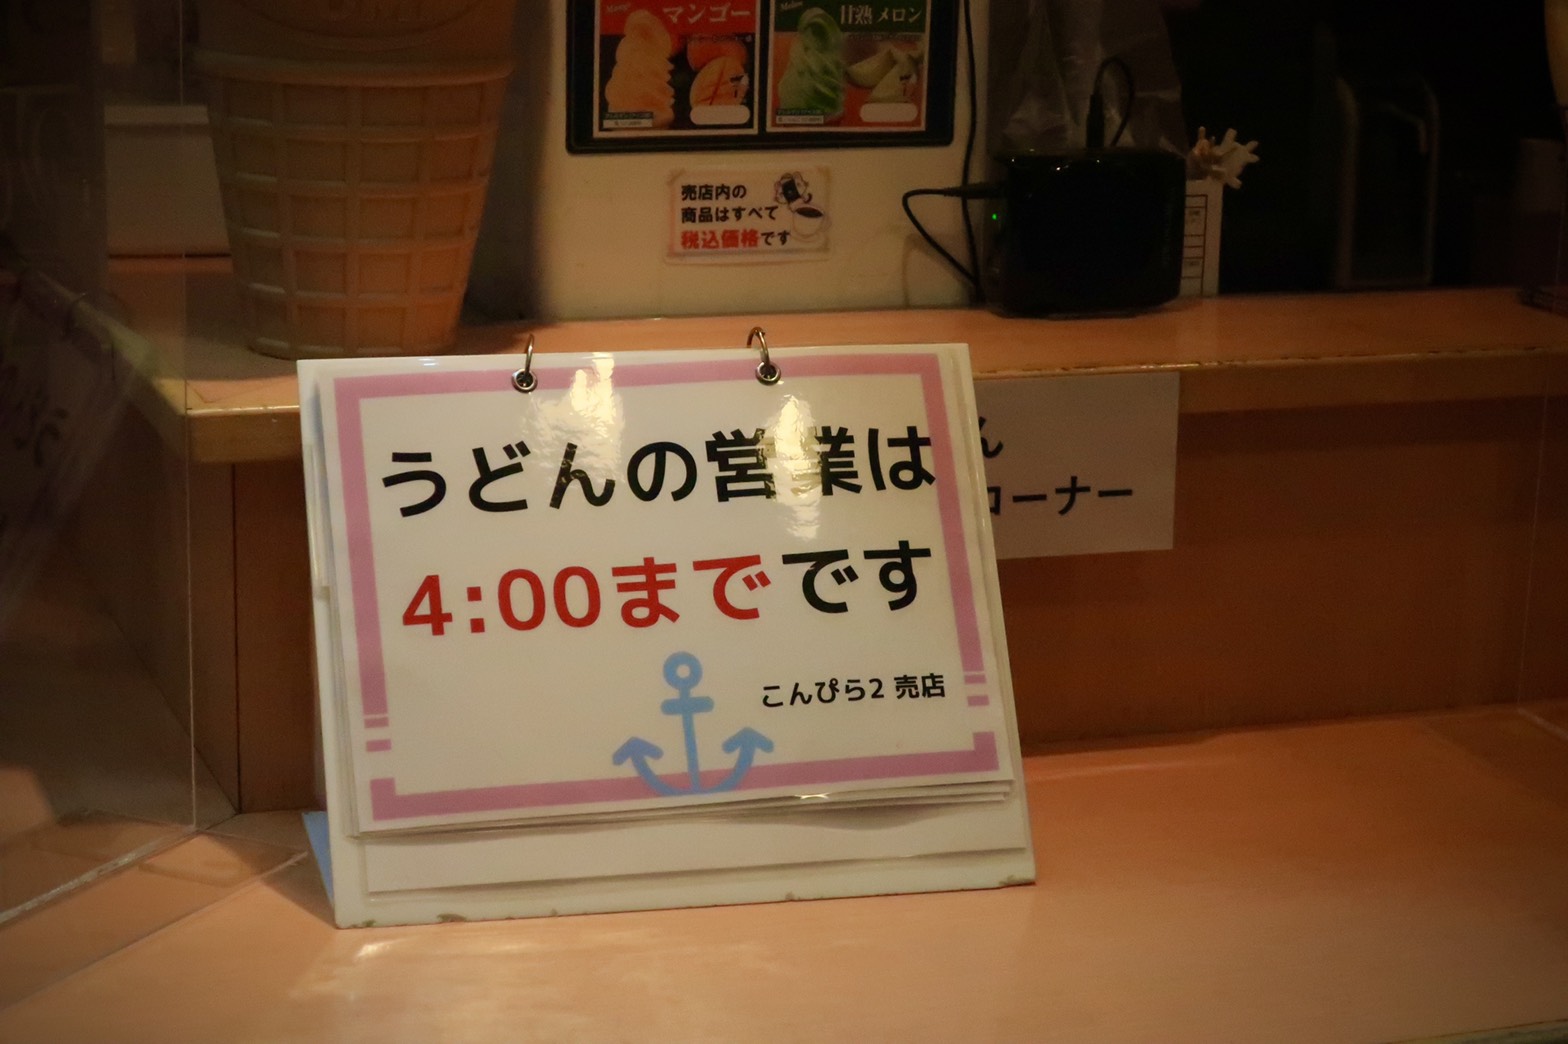 マンゴー
甘熟メロン
売店内の
商品はすべて
税込価格です
うどんの営業は
4:00までです
こんぴら2 売店
ん
コーナー